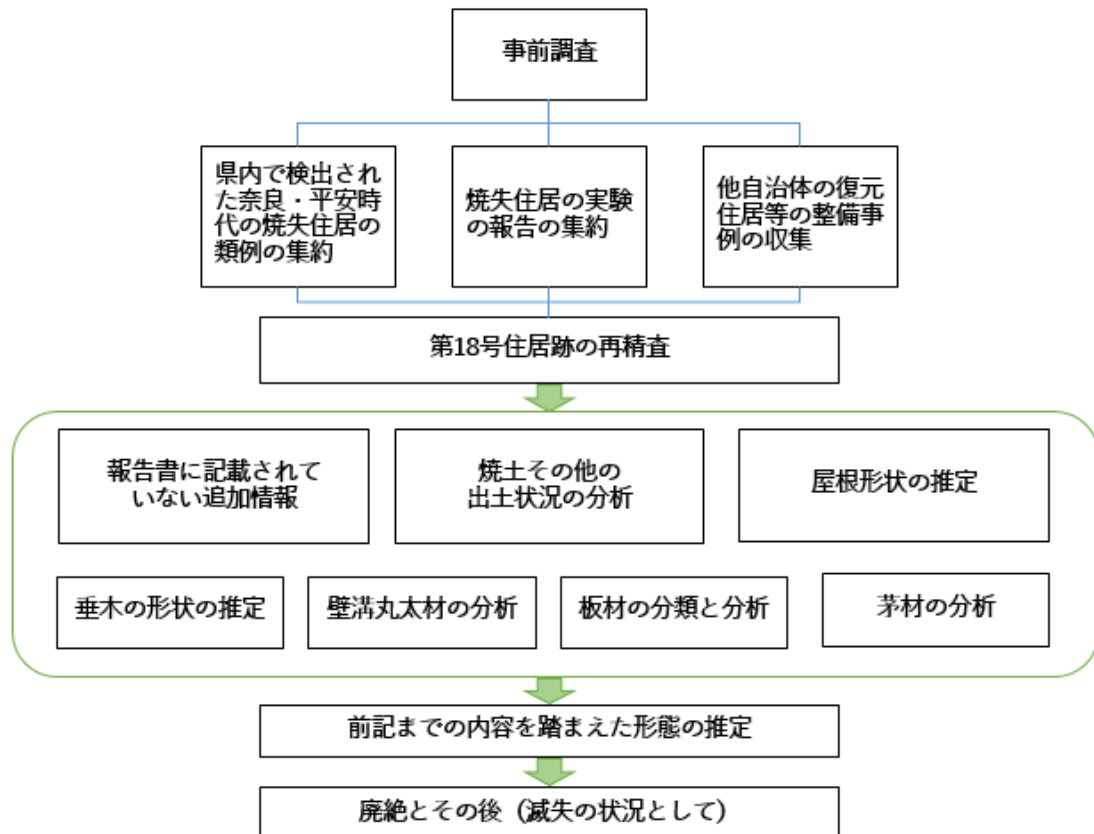 事前調査
県内で検出され
た奈良・平安時
代の焼失住居の
類例の集約
焼失住居の実験
の報告の集約
他自治体の復元
住居等の整備事
例の収集
第18号住居跡の再精査
報告書に記載されて
いない追加情報
焼土その他の
出土状況の分析
屋根形状の推定
垂木の形状の推定
壁溝丸太材の分析
板材の分類と分析
茅材の分析
前記までの内容を踏まえた形態の推定
廃絶とその後（滅失の状況として）